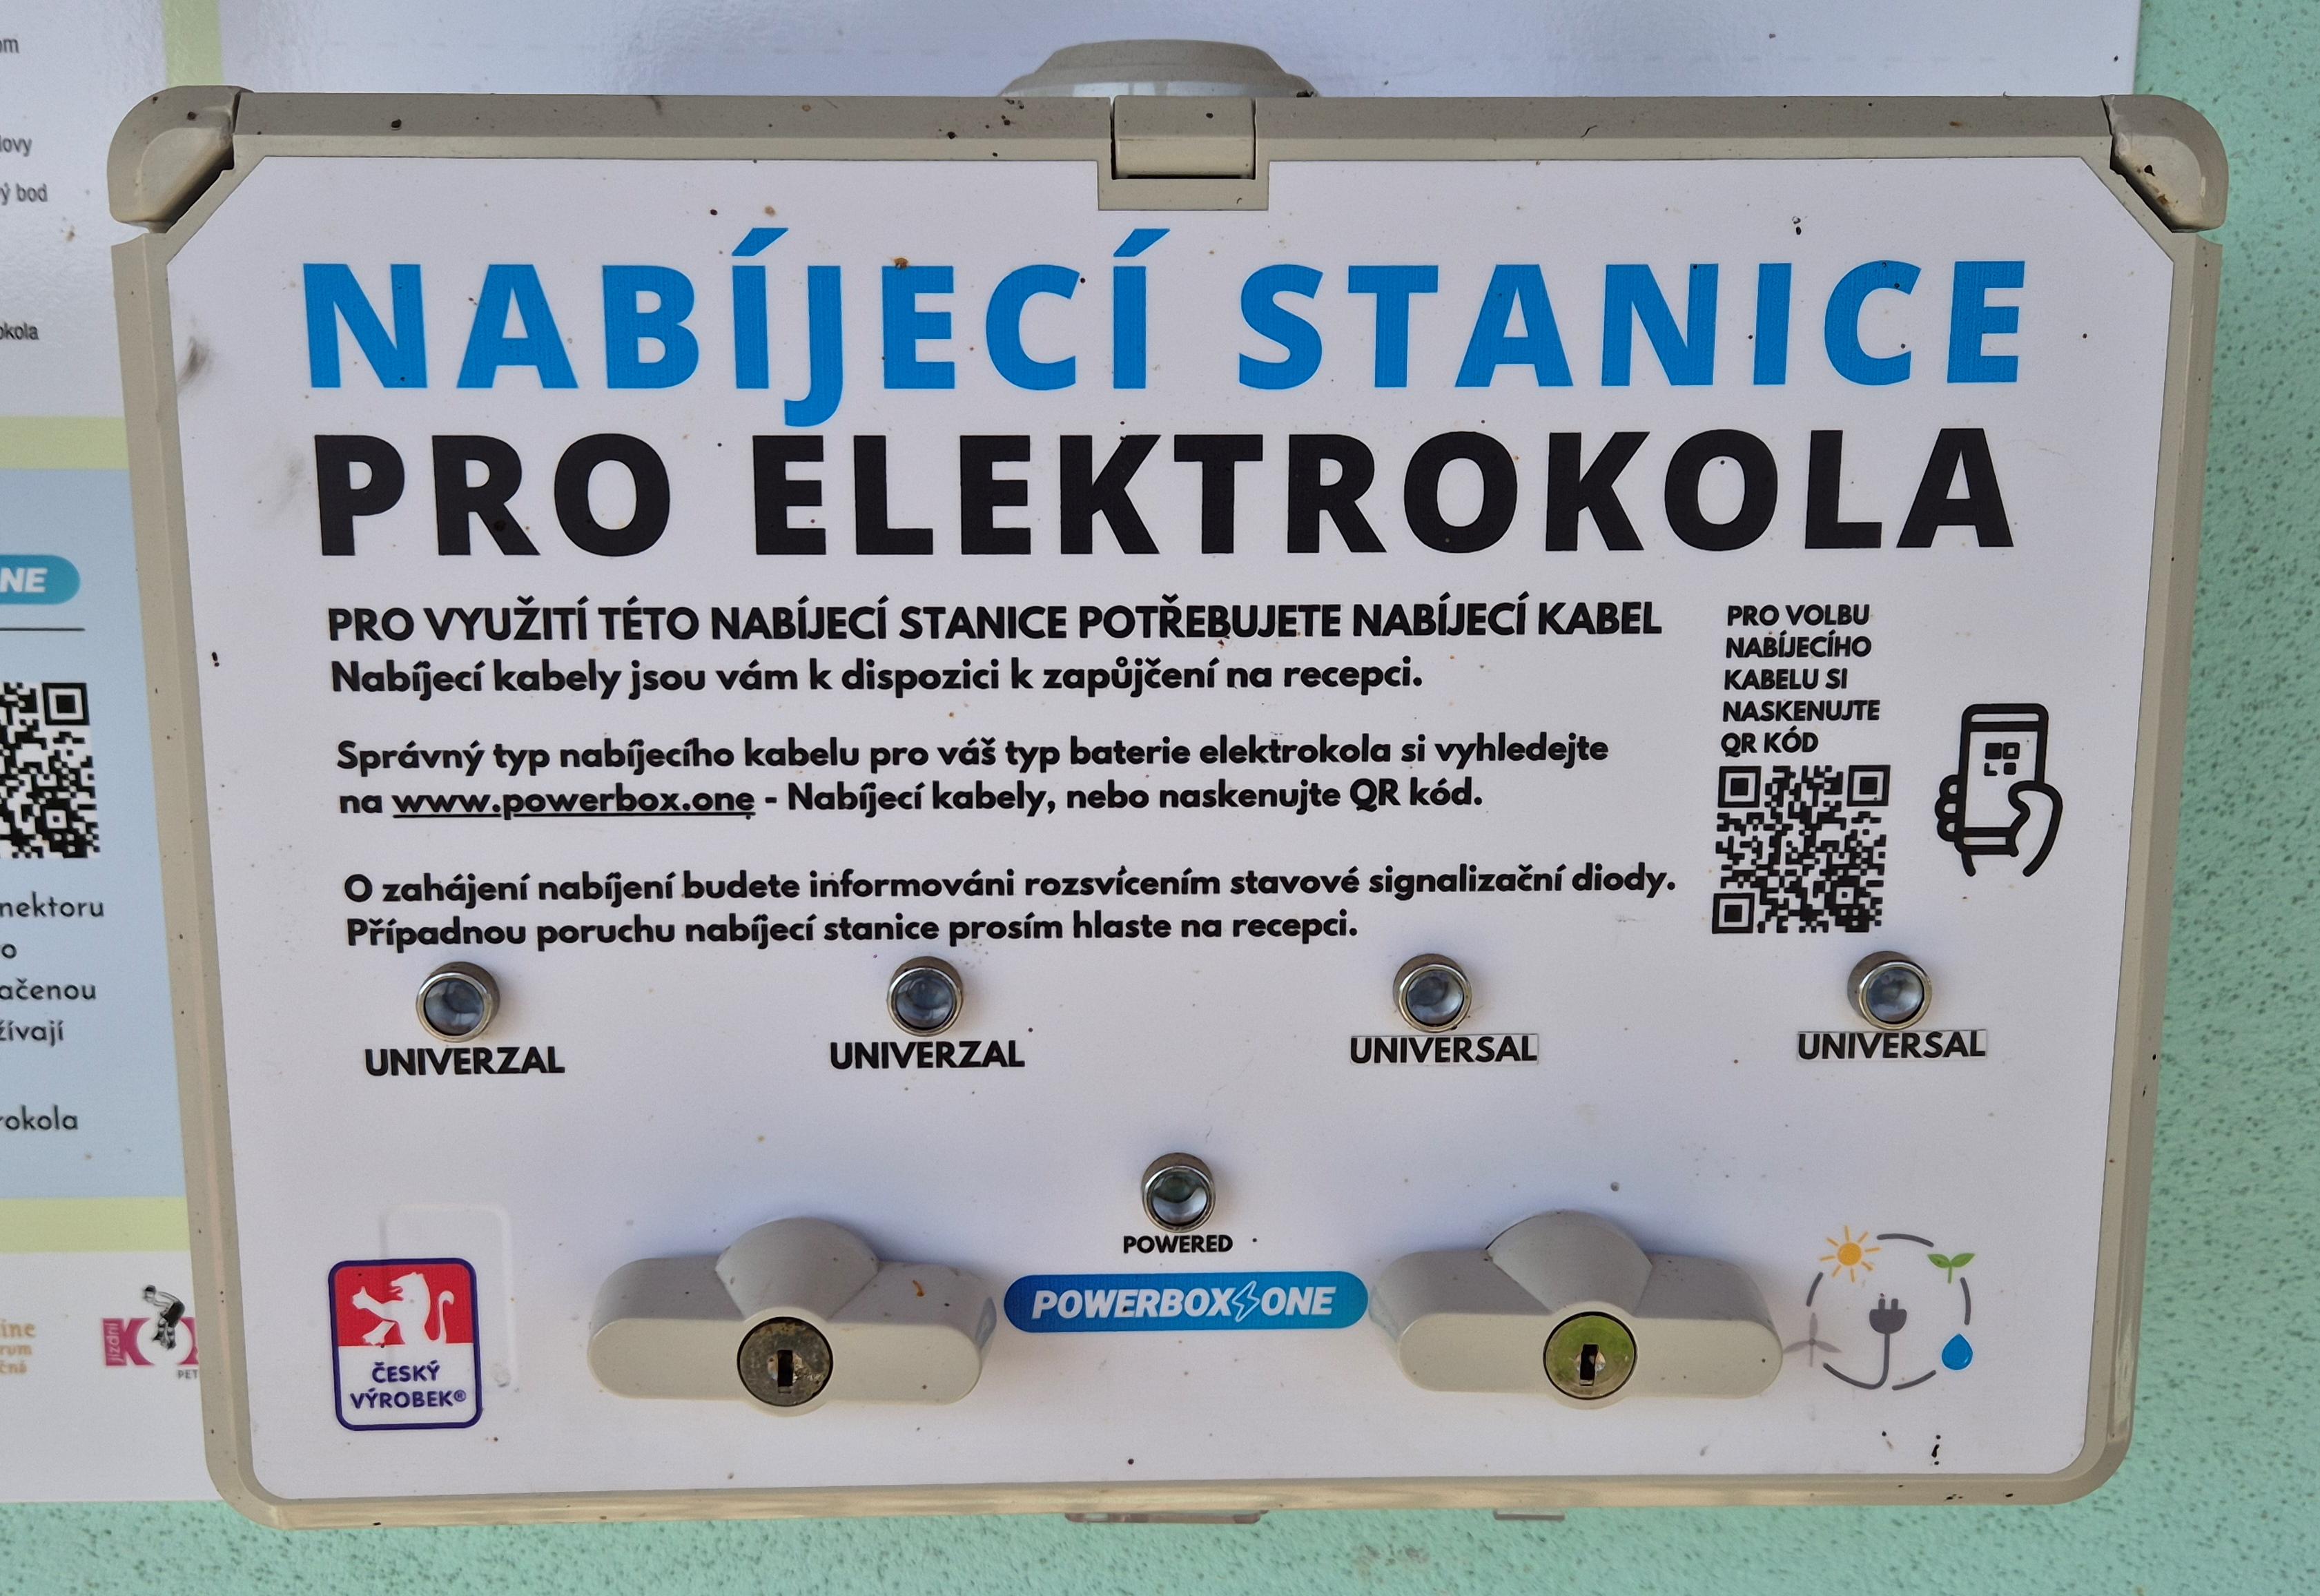 NABÍJECÍ STANICE
PRO ELEKTROKOLA
PRO VYUŽITÍ TÉTO NABÍJECÍ STANICE POTŘEBUJETE NABÍJECÍ KABEL
Nabíjecí kabely jsou vám k dispozici k zapůjčení na recepci.
Správný typ nabíjecího kabelu pro váš typ baterie elektrokola si vyhledejte
na www.powerbox.one - Nabíjecí kabely, nebo naskenujte QR kód.
O zahájení nabíjení budete informováni rozsvícením stavové signalizační diody.
Případnou poruchu nabíjecí stanice prosím hlaste na recepci.
PRO VOLBU
NABÍJECÍHO
KABELU SI
NASKENUJTE
QR KÓD
UNIVERZAL
UNIVERZAL
UNIVERSAL
UNIVERSAL
POWERED
POWERBOX ONE
ČESKÝ
VÝROBEK®
ý bod
NE
o
jízdní